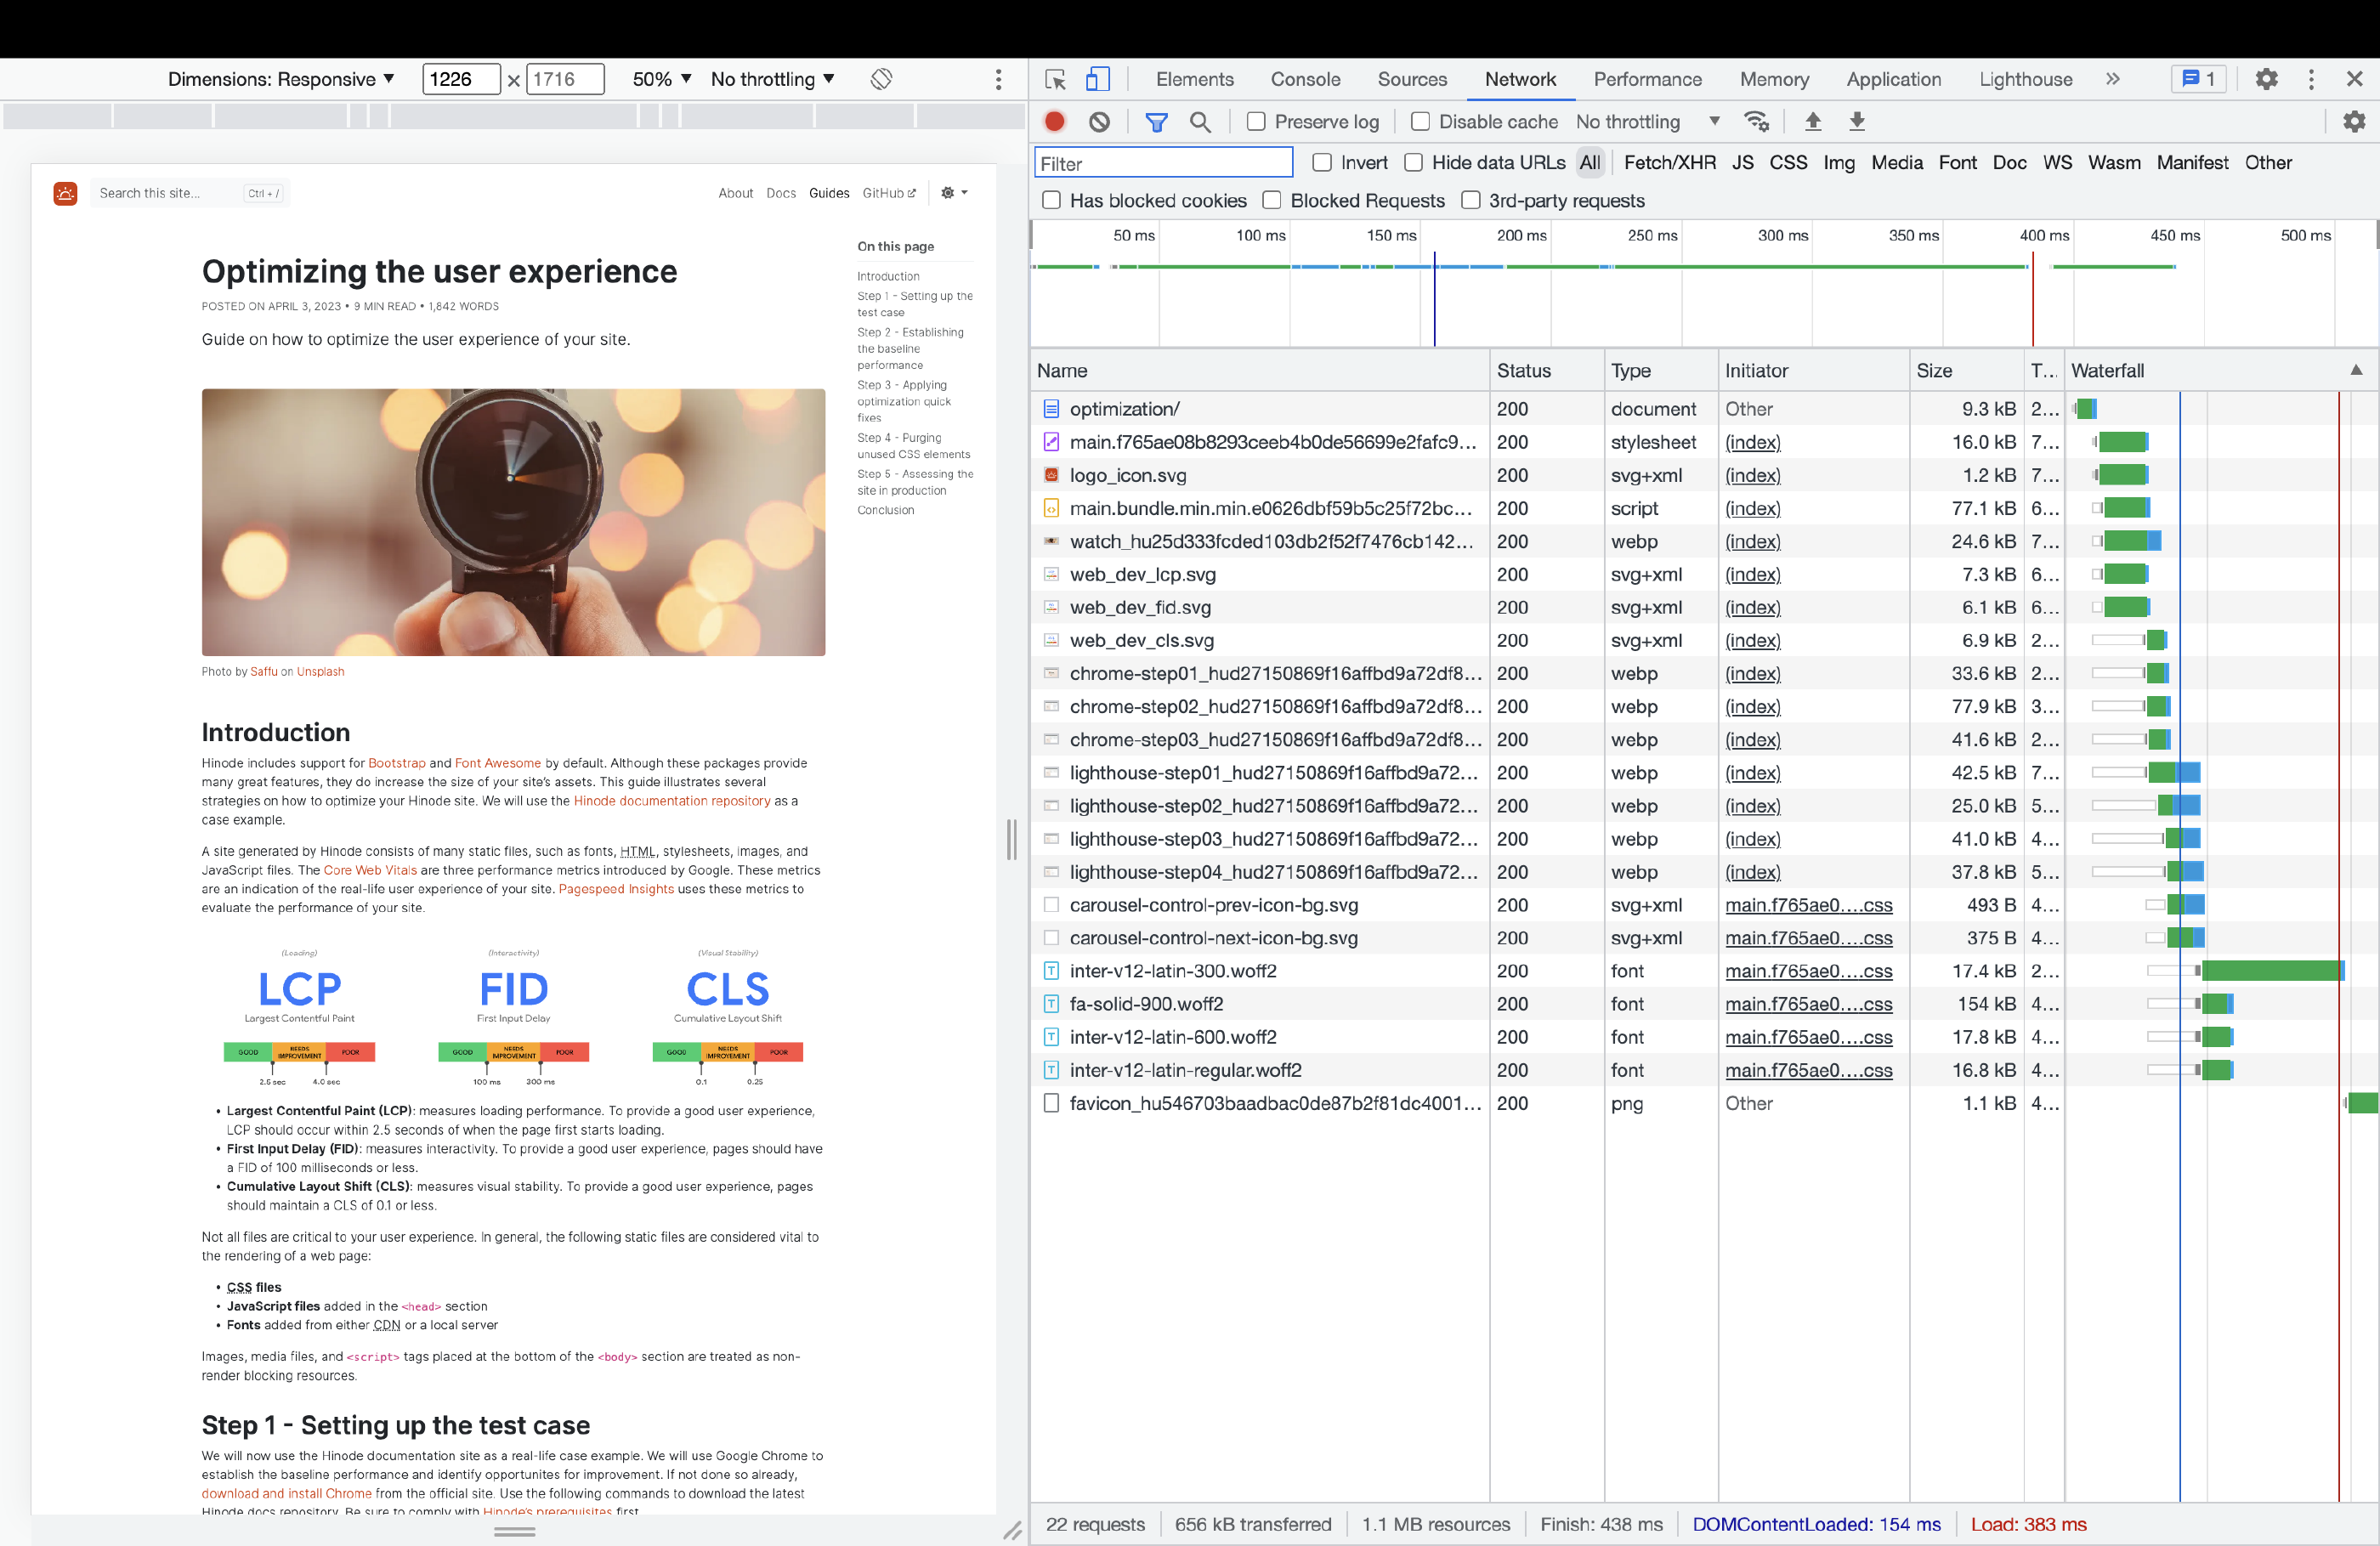 Dimensions: Responsive ▼ 1226 × 1716 50% ▼ No throttling ▼
Search this site... Ctrl + /
About Docs Guides GitHub
Optimizing the user experience
POSTED ON APRIL 3, 2023 • 9 MIN READ • 1,842 WORDS
Guide on how to optimize the user experience of your site.
Photo by Saffu on Unsplash
On this page
Introduction
Step 1 - Setting up the
test case
Step 2 - Establishing
the baseline
performance
Step 3 - Applying
optimization quick
fixes
Step 4 - Purging
unused CSS elements
Step 5 - Assessing the
site in production
Conclusion
Introduction
Hinode includes support for Bootstrap and Font Awesome by default. Although these packages provide
many great features, they do increase the size of your site's assets. This guide illustrates several
strategies on how to optimize your Hinode site. We will use the Hinode documentation repository as a
case example.
A site generated by Hinode consists of many static files, such as fonts, HTML, stylesheets, images, and
JavaScript files. The Core Web Vitals are three performance metrics introduced by Google. These metrics
are an indication of the real-life user experience of your site. Pagespeed Insights uses these metrics to
evaluate the performance of your site.
(Loading)
LCP
Largest Contentful Paint
GOOD NEEDS IMPROVEMENT POOR
2.5 sec 4.0 sec
(Interactivity)
FID
First Input Delay
GOOD NEEDS IMPROVEMENT POOR
100 ms 300 ms
(Visual Stability)
CLS
Cumulative Layout Shift
GOOD NEEDS IMPROVEMENT POOR
0.1 0.25
• Largest Contentful Paint (LCP): measures loading performance. To provide a good user experience,
LCP should occur within 2.5 seconds of when the page first starts loading.
• First Input Delay (FID): measures interactivity. To provide a good user experience, pages should have
a FID of 100 milliseconds or less.
• Cumulative Layout Shift (CLS): measures visual stability. To provide a good user experience, pages
should maintain a CLS of 0.1 or less.
Not all files are critical to your user experience. In general, the following static files are considered vital to
the rendering of a web page:
• CSS files
• JavaScript files added in the <head> section
• Fonts added from either CDN or a local server
Images, media files, and <script> tags placed at the bottom of the <body> section are treated as non-
render blocking resources.
Step 1 - Setting up the test case
We will now use the Hinode documentation site as a real-life case example. We will use Google Chrome to
establish the baseline performance and identify opportunites for improvement. If not done so already,
download and install Chrome from the official site. Use the following commands to download the latest
Hinode docs repository. Be sure to comply with Hinode's prerequisites first
Elements Console Sources Network Performance Memory Application Lighthouse » 1
Preserve log Disable cache No throttling ▼
Filter Invert Hide data URLs All Fetch/XHR JS CSS Img Media Font Doc WS Wasm Manifest Other
Has blocked cookies Blocked Requests 3rd-party requests
50 ms 100 ms 150 ms 200 ms 250 ms 300 ms 350 ms 400 ms 450 ms 500 ms
Name Status Type Initiator Size T... Waterfall ▲
optimization/ 200 document Other 9.3 kB 2...
main.f765ae08b8293ceeb4b0de56699e2fafc9... 200 stylesheet (index) 16.0 kB 7...
logo_icon.svg 200 svg+xml (index) 1.2 kB 7...
main.bundle.min.min.e0626dbf59b5c25f72bc... 200 script (index) 77.1 kB 6...
watch_hu25d333fcded103db2f52f7476cb142... 200 webp (index) 24.6 kB 7...
web_dev_lcp.svg 200 svg+xml (index) 7.3 kB 6...
web_dev_fid.svg 200 svg+xml (index) 6.1 kB 6...
web_dev_cls.svg 200 svg+xml (index) 6.9 kB 2...
chrome-step01_hud27150869f16affbd9a72df8... 200 webp (index) 33.6 kB 2...
chrome-step02_hud27150869f16affbd9a72df8... 200 webp (index) 77.9 kB 3...
chrome-step03_hud27150869f16affbd9a72df8... 200 webp (index) 41.6 kB 2...
lighthouse-step01_hud27150869f16affbd9a72... 200 webp (index) 42.5 kB 7...
lighthouse-step02_hud27150869f16affbd9a72... 200 webp (index) 25.0 kB 5...
lighthouse-step03_hud27150869f16affbd9a72... 200 webp (index) 41.0 kB 4...
lighthouse-step04_hud27150869f16affbd9a72... 200 webp (index) 37.8 kB 5...
carousel-control-prev-icon-bg.svg 200 svg+xml main.f765ae0....css 493 B 4...
carousel-control-next-icon-bg.svg 200 svg+xml main.f765ae0....css 375 B 4...
inter-v12-latin-300.woff2 200 font main.f765ae0....css 17.4 kB 2...
fa-solid-900.woff2 200 font main.f765ae0....css 154 kB 4...
inter-v12-latin-600.woff2 200 font main.f765ae0....css 17.8 kB 4...
inter-v12-latin-regular.woff2 200 font main.f765ae0....css 16.8 kB 4...
favicon_hu546703baadbac0de87b2f81dc4001... 200 png Other 1.1 kB 4...
22 requests 656 kB transferred 1.1 MB resources Finish: 438 ms DOMContentLoaded: 154 ms Load: 383 ms